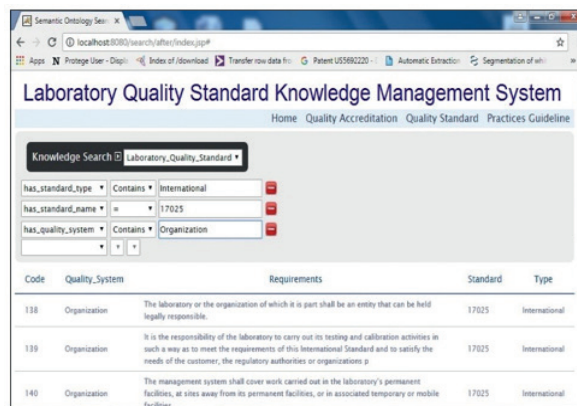 Semantic Ontology Sear
localhost:8080/search/after/index.jsp#
Apps Protege User - Displ Index of /download Transfer row data fro Patent US5692220 - Automatic Extraction Segmentation of whi
Laboratory Quality Standard Knowledge Management System
Home Quality Accreditation Quality Standard Practices Guideline
Knowledge Search Laboratory_Quality_Standard
has_standard_type Contains International
has_standard_name = 17025
has_quality_system Contains Organization
Code Quality_System Requirements Standard Type
138 Organization The laboratory or the organization of which it is part shall be an entity that can be held 17025 International
legally responsible.
It is the responsibility of the laboratory to carry out its testing and calibration activities in
139 Organization such a way as to meet the requirements of this International Standard and to satisfy the 17025 International
needs of the customer, the regulatory authorities or organizations p
The management system shall cover work carried out in the laboratory's permanent
140 Organization facilities, at sites away from its permanent facilities, or in associated temporary or mobile 17025 International
facilities